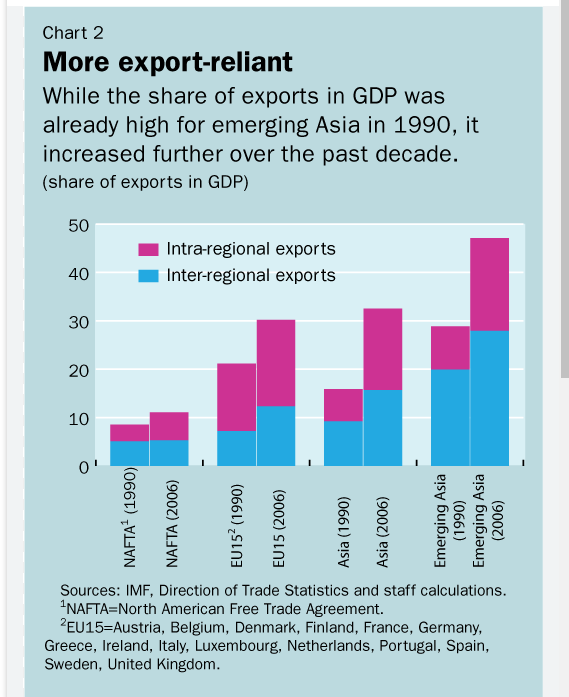 Chart 2
More export-reliant
While the share of exports in GDP was
already high for emerging Asia in 1990, it
increased further over the past decade.
(share of exports in GDP)
50
Intra-regional exports
40
Inter-regional exports
30
20
10
0
NAFTA¹ (1990)
NAFTA (2006)
EU15² (1990)
EU15 (2006)
Asia (1990)
Asia (2006)
Emerging Asia
(1990)
Emerging Asia
(2006)
Sources: IMF, Direction of Trade Statistics and staff calculations.
¹NAFTA=North American Free Trade Agreement.
²EU15=Austria, Belgium, Denmark, Finland, France, Germany,
Greece, Ireland, Italy, Luxembourg, Netherlands, Portugal, Spain,
Sweden, United Kingdom.